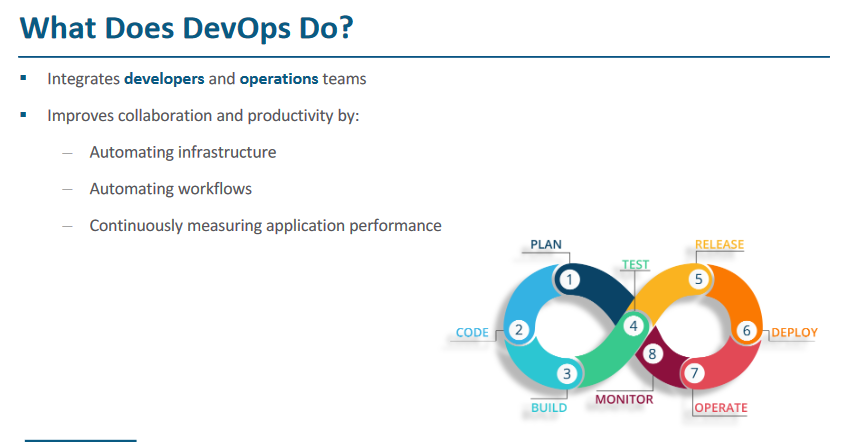 What Does DevOps Do?
▪ Integrates developers and operations teams
▪ Improves collaboration and productivity by:
– Automating infrastructure
– Automating workflows
– Continuously measuring application performance
PLAN
RELEASE
TEST
1
5
CODE
2
4
6
DEPLOY
8
3
7
MONITOR
BUILD
OPERATE